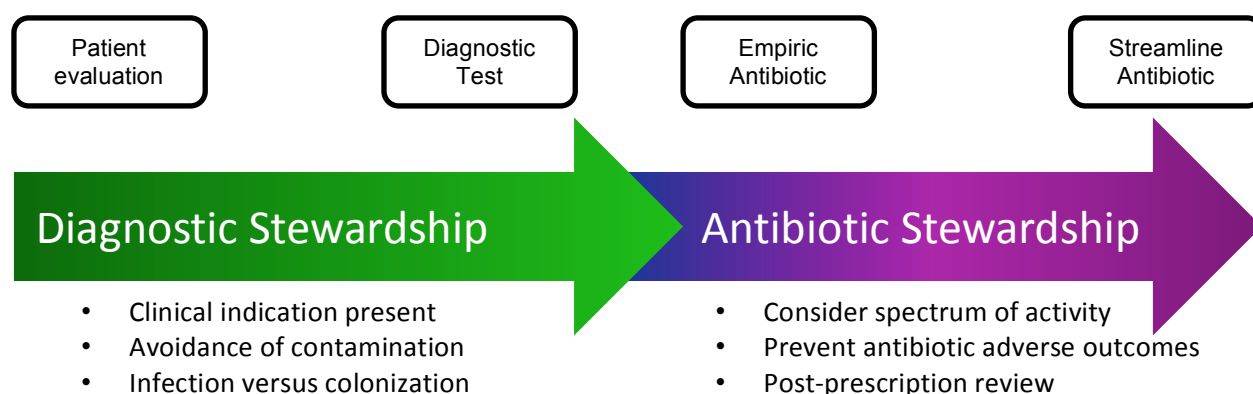 Patient
evaluation
Diagnostic
Test
Empiric
Antibiotic
Streamline
Antibiotic
Diagnostic Stewardship
Antibiotic Stewardship
• Clinical indication present
• Avoidance of contamination
• Infection versus colonization
• Consider spectrum of activity
• Prevent antibiotic adverse outcomes
• Post-prescription review